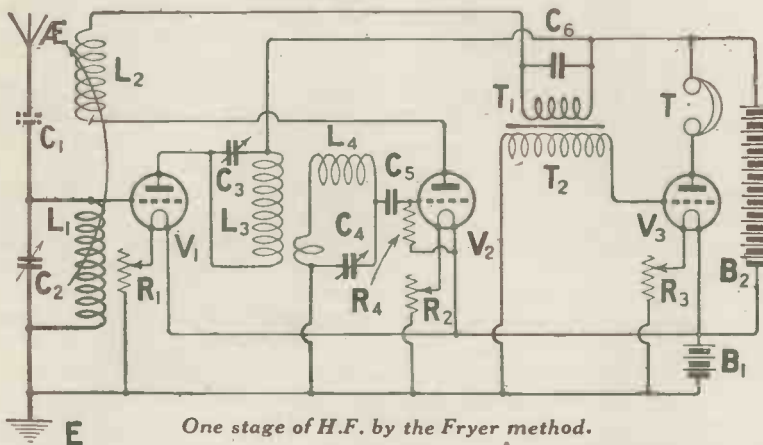 Æ
C₁
L₂
L₁
C₂
R₁
V₁
C₃
L₃
L₄
C₄
C₅
R₄
R₂
V₂
C₆
T₁
T₂
T
V₃
R₃
B₂
B₁
E
One stage of H.F. by the Fryer method.